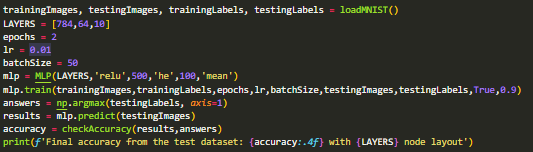 trainingImages, testingImages, trainingLabels, testingLabels = loadMNIST()
LAYERS = [784,64,10]
epochs = 2
lr = 0.01
batchSize = 50
mlp = MLP(LAYERS,'relu',500,'he',100,'mean')
mlp.train(trainingImages,trainingLabels,epochs,lr,batchSize,testingImages,testingLabels,True,0.9)
answers = np.argmax(testingLabels, axis=1)
results = mlp.predict(testingImages)
accuracy = checkAccuracy(results,answers)
print(f'Final accuracy from the test dataset: {accuracy:.4f} with {LAYERS} node layout')